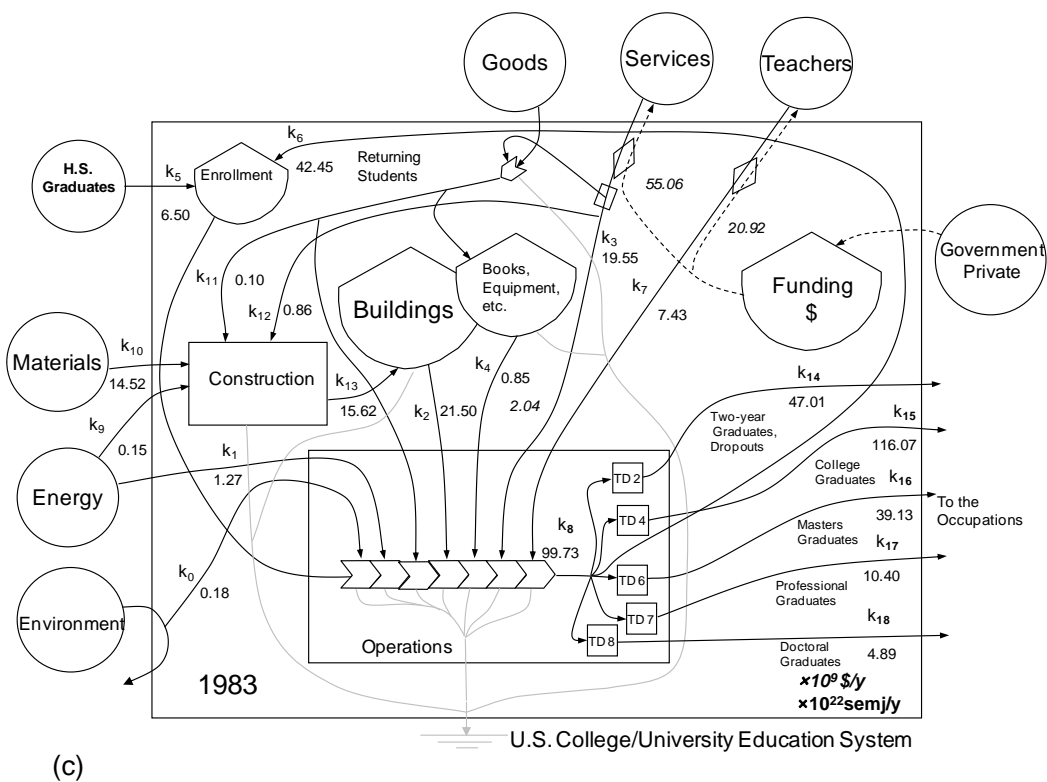 Goods
Services
Teachers
H.S.
Graduates
k5
6.50
k6
42.45
Enrollment
Returning
Students
55.06
20.92
k3
19.55
k7
7.43
Government
Private
Funding
$
k11
0.10
k12
0.86
Buildings
Books,
Equipment,
etc.
Materials
k10
14.52
Construction
k13
15.62
k2
21.50
k4
0.85
2.04
k9
0.15
Energy
k1
1.27
k0
0.18
Environment
k8
99.73
Operations
TD 2
TD 4
TD 6
TD 7
TD 8
k14
47.01
Two-year
Graduates,
Dropouts
k15
116.07
College
Graduates
k16
39.13
Masters
Graduates
To the
Occupations
k17
10.40
Professional
Graduates
k18
4.89
Doctoral
Graduates
×10⁹ $/y
×10²² semj/y
1983
U.S. College/University Education System
(c)